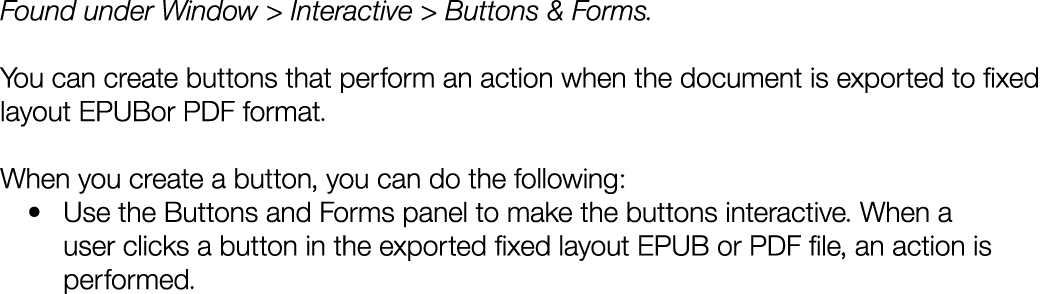 Found under Window > Interactive > Buttons & Forms.
You can create buttons that perform an action when the document is exported to fixed
layout EPUBor PDF format.
When you create a button, you can do the following:
• Use the Buttons and Forms panel to make the buttons interactive. When a
user clicks a button in the exported fixed layout EPUB or PDF file, an action is
performed.